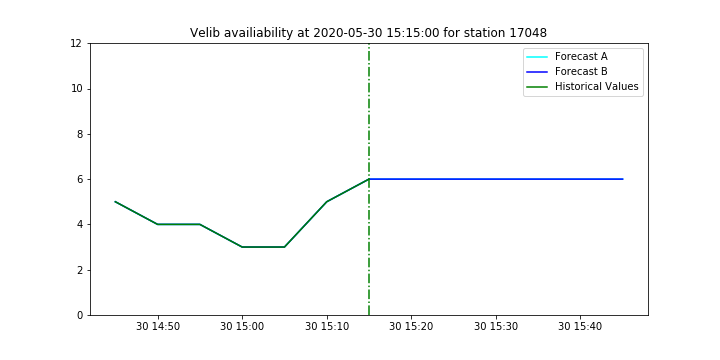 Velib availiability at 2020-05-30 15:15:00 for station 17048
12
10
8
6
4
2
0
Forecast A
Forecast B
Historical Values
30 14:50 30 15:00 30 15:10 30 15:20 30 15:30 30 15:40